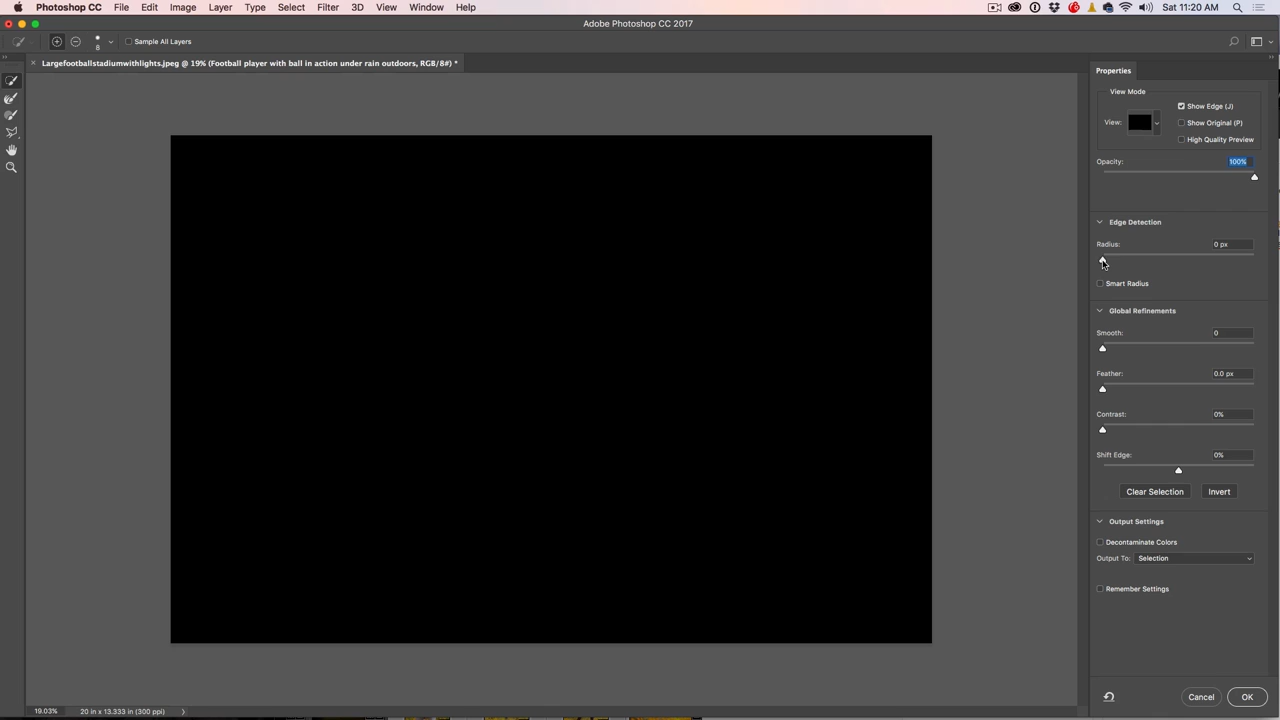 Photoshop CC File Edit Image Layer Type Select Filter 3D View Window Help Sat 11:20 AM
Adobe Photoshop CC 2017
8 Sample All Layers
Largefootballstadiumwithlights.jpeg @ 19% (Football player with ball in action under rain outdoors, RGB/8#) *
Properties
View Mode
Show Edge (J)
View: Show Original (P)
High Quality Preview
Opacity: 100%
Edge Detection
Radius: 0 px
Smart Radius
Global Refinements
Smooth: 0
Feather: 0.0 px
Contrast: 0%
Shift Edge: 0%
Clear Selection Invert
Output Settings
Decontaminate Colors
Output To: Selection
Remember Settings
Cancel OK
19.03% 20 in x 13.333 in (300 ppi)